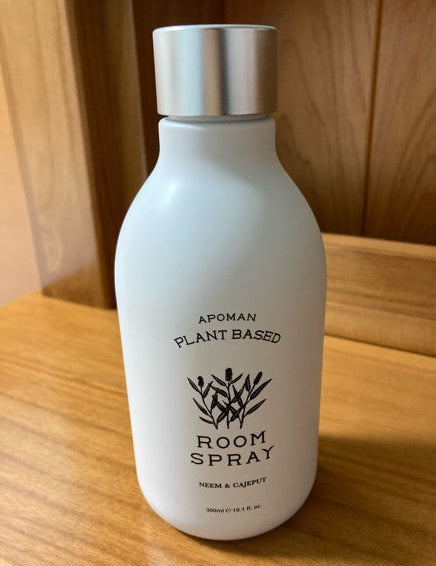 APOMAN
PLANT BASED
ROOM
SPRAY
NEEM & CAJEPUT
300ml ℮ 10.1 fl. oz.